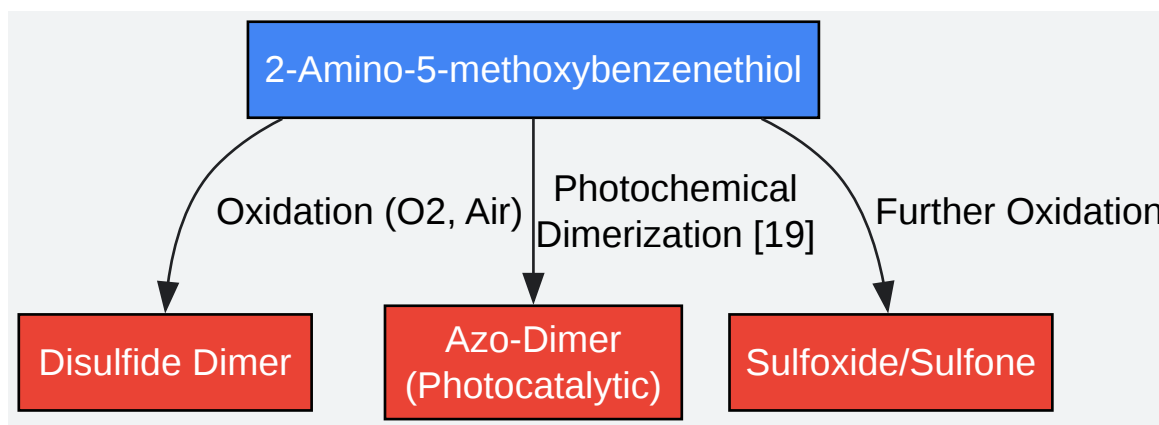 2-Amino-5-methoxybenzenethiol
Oxidation (O2, Air)
Photochemical
Dimerization [19]
Further Oxidation
Disulfide Dimer
Azo-Dimer
(Photocatalytic)
Sulfoxide/Sulfone